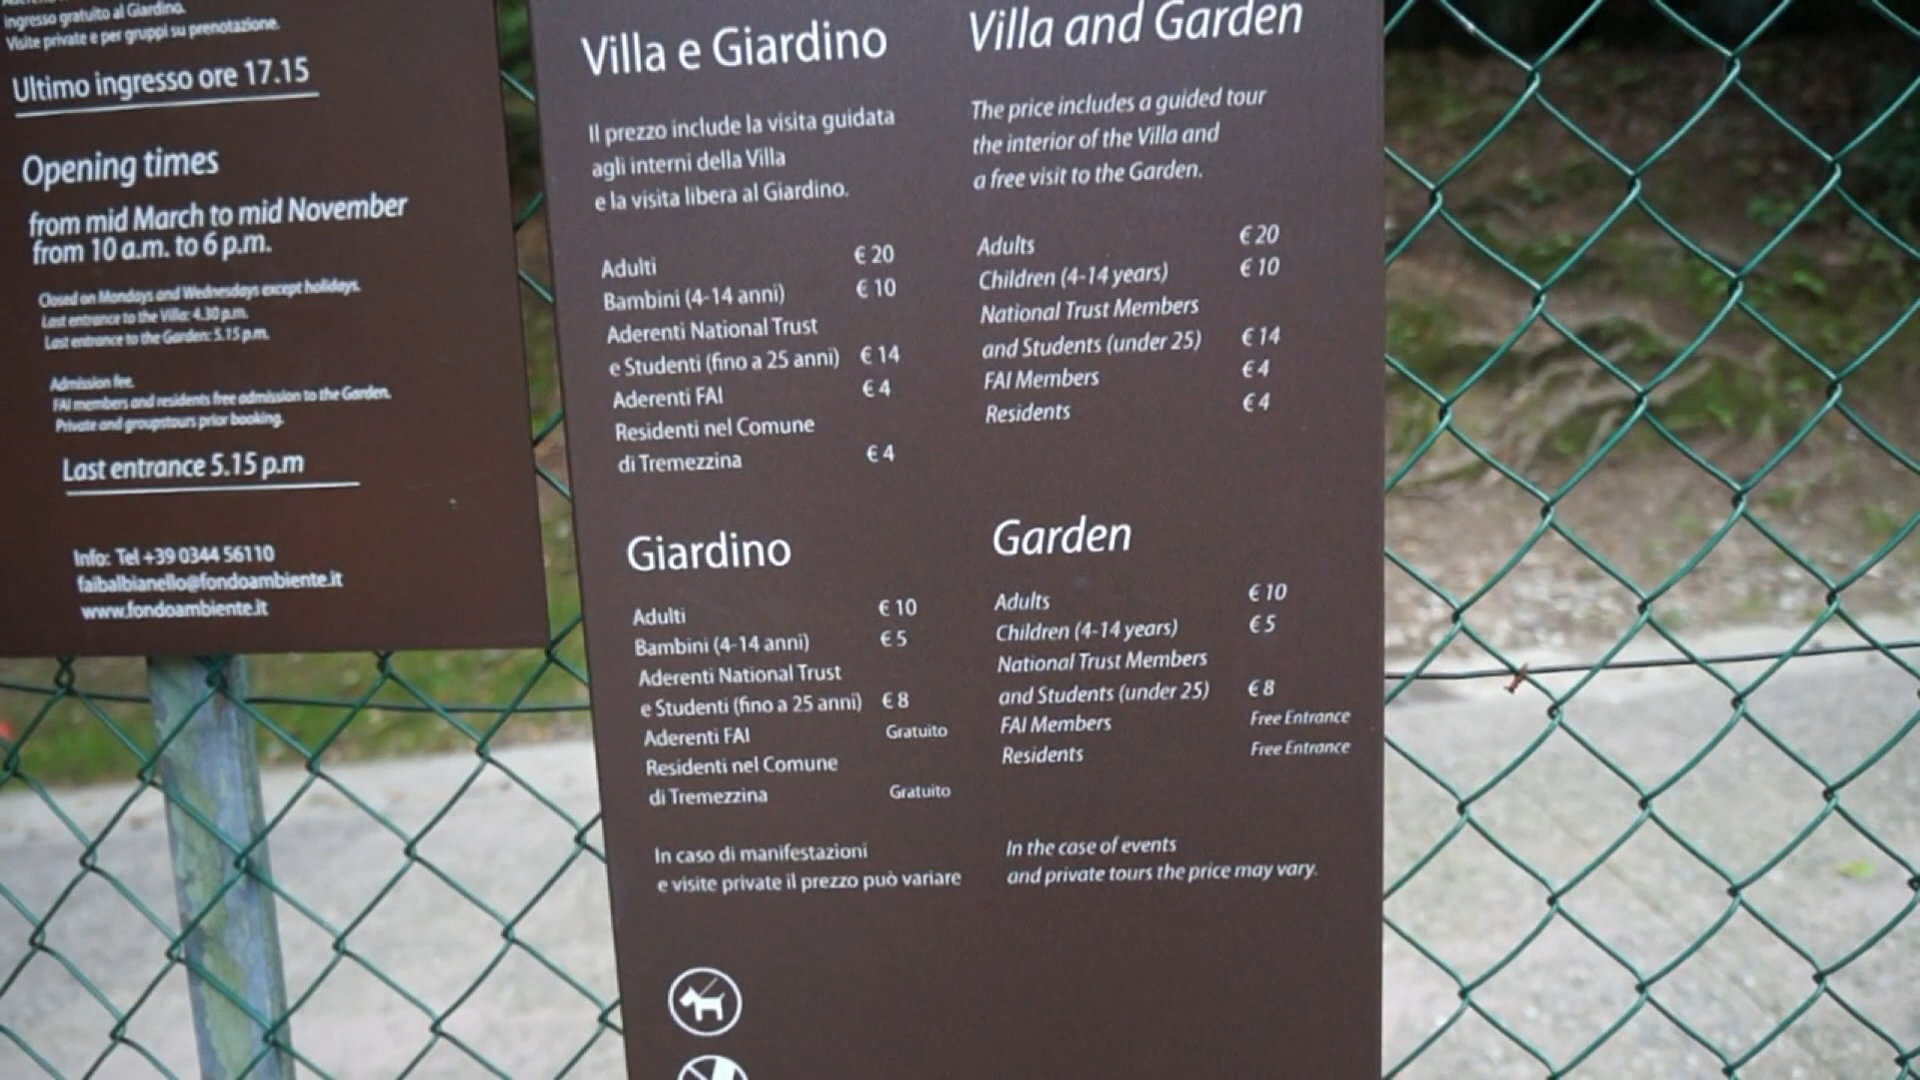 ingresso gratuito al Giardino.
Visite private e per gruppi su prenotazione.
Ultimo ingresso ore 17.15
Opening times
from mid March to mid November
from 10 a.m. to 6 p.m.
Closed on Mondays and Wednesdays except holidays.
Last entrance to the Villa: 4.30 p.m.
Last entrance to the Garden: 5.15 p.m.
Admission fee.
FAI members and residents free admission to the Garden.
Private and groupstours prior booking.
Last entrance 5.15 p.m
Info: Tel +39 0344 56110
faibalbianello@fondoambiente.it
www.fondoambiente.it
Villa e Giardino
Il prezzo include la visita guidata
agli interni della Villa
e la visita libera al Giardino.
Adulti € 20
Bambini (4-14 anni) € 10
Aderenti National Trust
e Studenti (fino a 25 anni) € 14
Aderenti FAI € 4
Residenti nel Comune
di Tremezzina € 4
Giardino
Adulti € 10
Bambini (4-14 anni) € 5
Aderenti National Trust
e Studenti (fino a 25 anni) € 8
Aderenti FAI Gratuito
Residenti nel Comune
di Tremezzina Gratuito
In caso di manifestazioni
e visite private il prezzo può variare
Villa and Garden
The price includes a guided tour
the interior of the Villa and
a free visit to the Garden.
Adults € 20
Children (4-14 years) € 10
National Trust Members
and Students (under 25) € 14
FAI Members € 4
Residents € 4
Garden
Adults € 10
Children (4-14 years) € 5
National Trust Members
and Students (under 25) € 8
FAI Members Free Entrance
Residents Free Entrance
In the case of events
and private tours the price may vary.